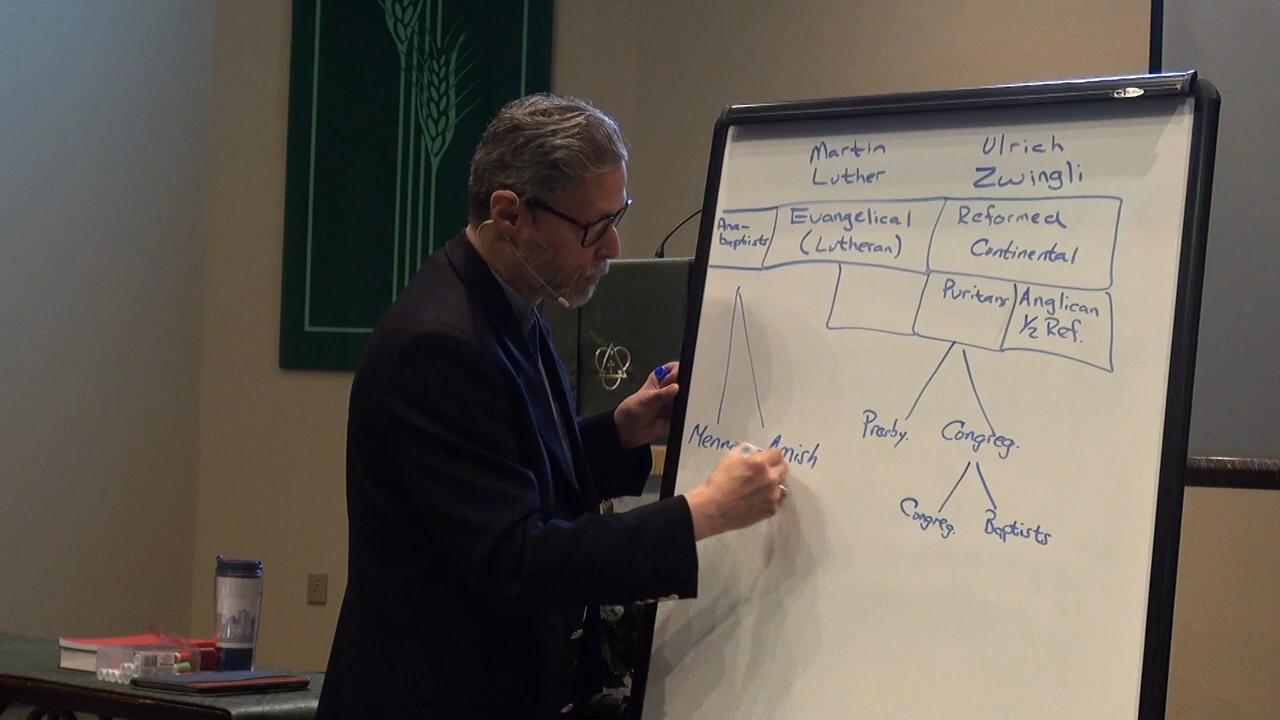 Martin
Luther
Ulrich
Zwingli
Ana-
baptists
Evangelical
(Lutheran)
Reformed
Continental
Puritans
Anglican
1/2 Ref.
Presby.
Congreg.
Amish
Congreg.
Baptists